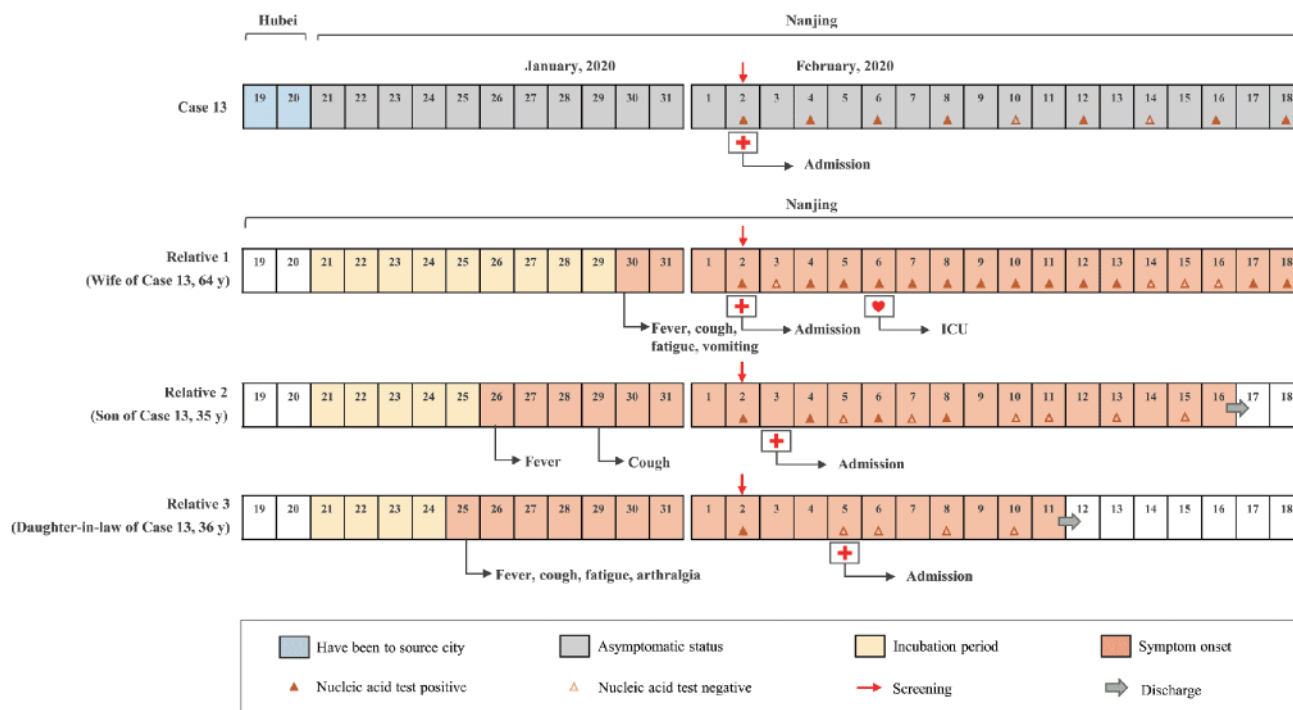 Hubei
Nanjing
January, 2020
February, 2020
Case 13
19 20 21 22 23 24 25 26 27 28 29 30 31 1 2 3 4 5 6 7 8 9 10 11 12 13 14 15 16 17 18
Admission
Nanjing
Relative 1
(Wife of Case 13, 64 y)
19 20 21 22 23 24 25 26 27 28 29 30 31 1 2 3 4 5 6 7 8 9 10 11 12 13 14 15 16 17 18
Fever, cough,
fatigue, vomiting
Admission
ICU
Relative 2
(Son of Case 13, 35 y)
19 20 21 22 23 24 25 26 27 28 29 30 31 1 2 3 4 5 6 7 8 9 10 11 12 13 14 15 16 17 18
Fever
Cough
Admission
Relative 3
(Daughter-in-law of Case 13, 36 y)
19 20 21 22 23 24 25 26 27 28 29 30 31 1 2 3 4 5 6 7 8 9 10 11 12 13 14 15 16 17 18
Fever, cough, fatigue, arthralgia
Admission
Have been to source city
Asymptomatic status
Incubation period
Symptom onset
Nucleic acid test positive
Nucleic acid test negative
Screening
Discharge